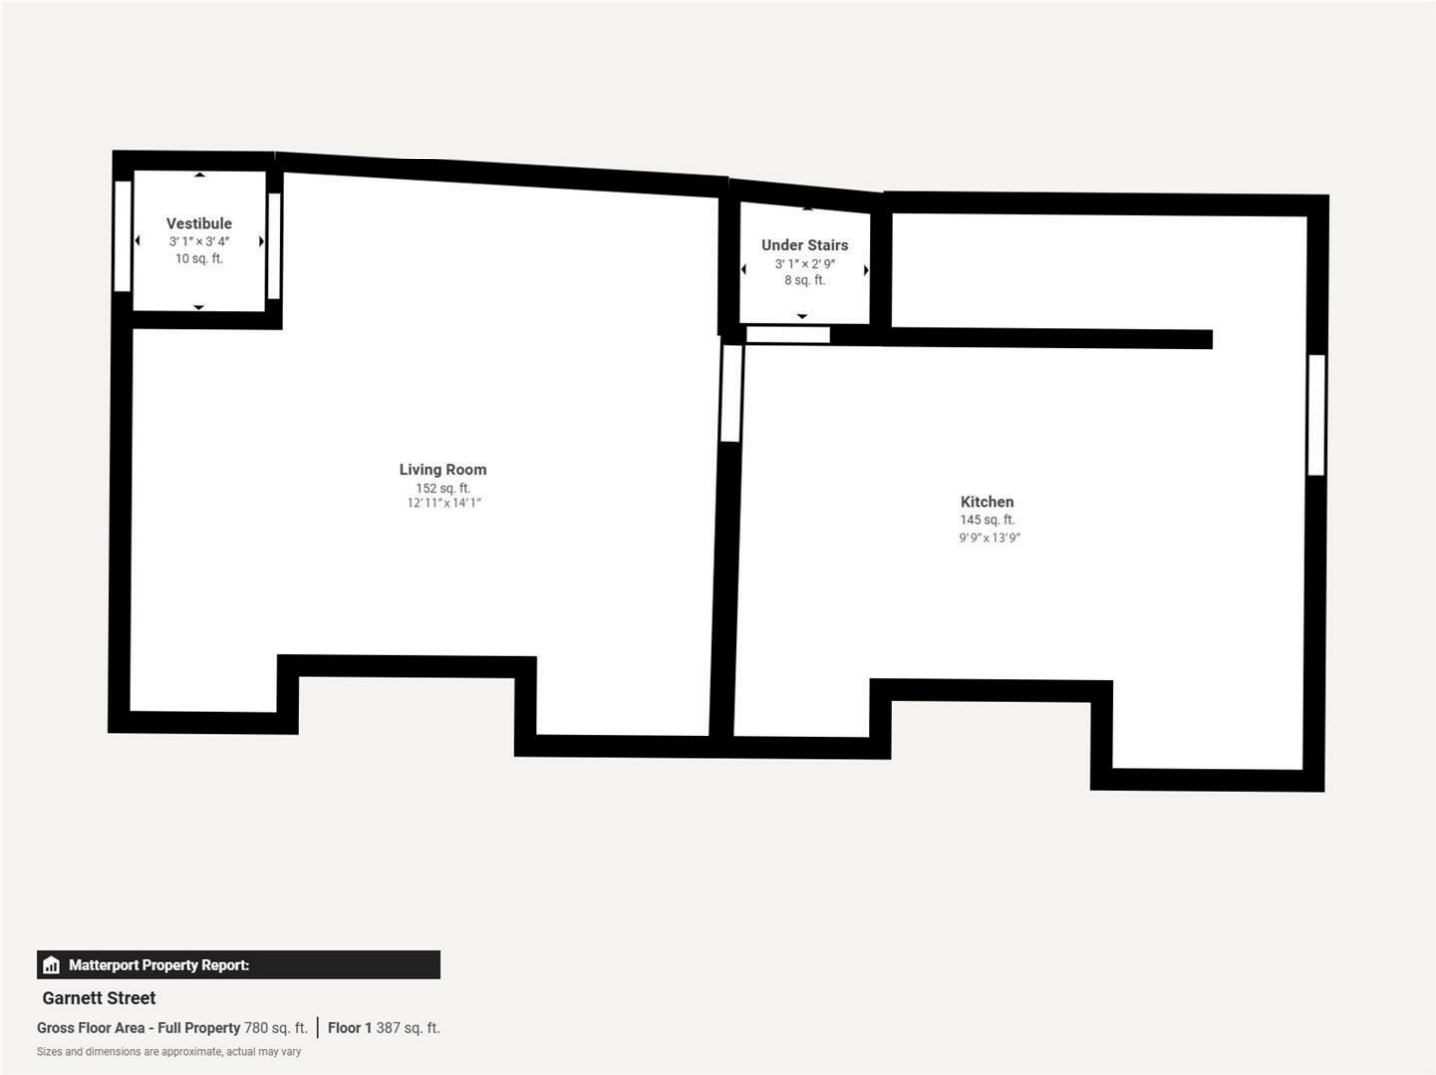 Vestibule
3' 1" × 3' 4"
10 sq. ft.
Under Stairs
3' 1" × 2' 9"
8 sq. ft.
Living Room
152 sq. ft.
12'11"x 14'1"
Kitchen
145 sq. ft.
9'9"x 13'9"
Matterport Property Report:
Garnett Street
Gross Floor Area - Full Property 780 sq. ft. | Floor 1 387 sq. ft.
Sizes and dimensions are approximate, actual may vary